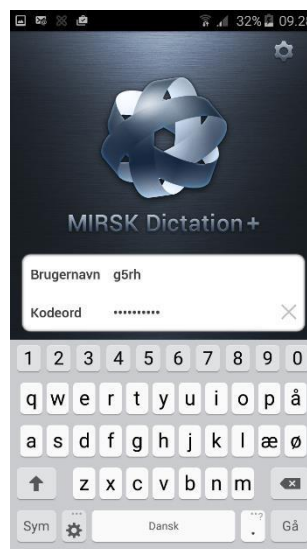 32% 09.28
MIRSK Dictation +
Brugernavn g5rh
Kodeord ••••••••••
1 2 3 4 5 6 7 8 9 0
q w e r t y u i o p å
a s d f g h j k l æ ø
z x c v b n m
Sym Dansk . ? Gå